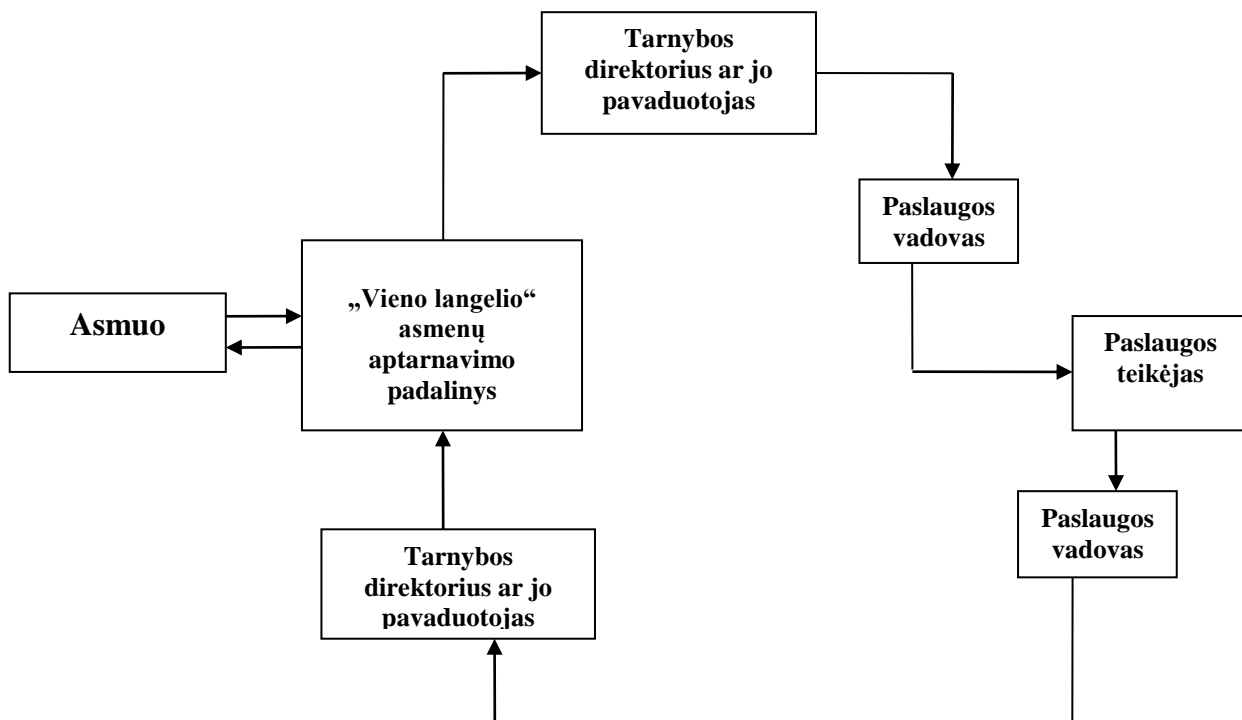 Tarnybos
direktorius ar jo
pavaduotojas
Paslaugos
vadovas
„Vieno langelio“
asmenų
aptarnavimo
padalinys
Asmuo
Paslaugos
teikėjas
Paslaugos
vadovas
Tarnybos
direktorius ar jo
pavaduotojas